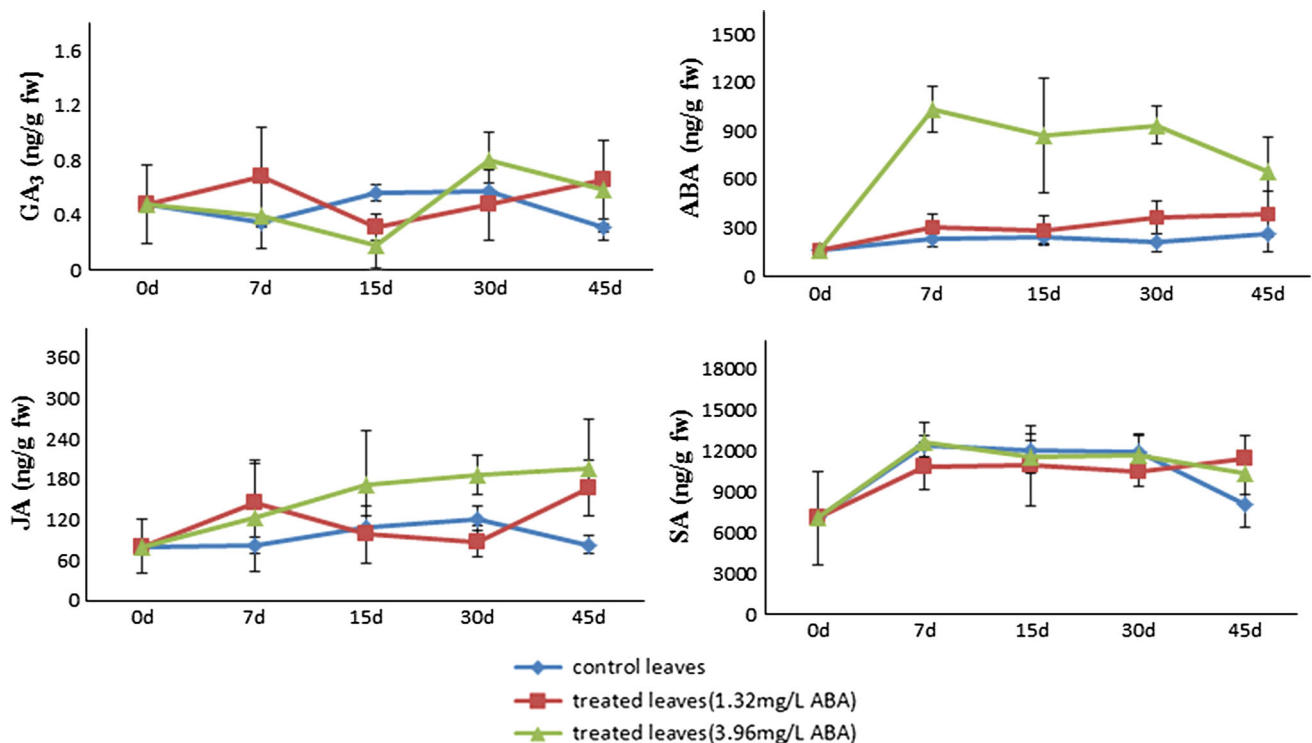 GA₃ (ng/g fw)
1.6
1.2
0.8
0.4
0
0d 7d 15d 30d 45d
ABA (ng/g fw)
1500
1200
900
600
300
0
0d 7d 15d 30d 45d
JA (ng/g fw)
360
300
240
180
120
60
0
0d 7d 15d 30d 45d
SA (ng/g fw)
18000
15000
12000
9000
6000
3000
0
0d 7d 15d 30d 45d
control leaves
treated leaves(1.32mg/L ABA)
treated leaves(3.96mg/L ABA)